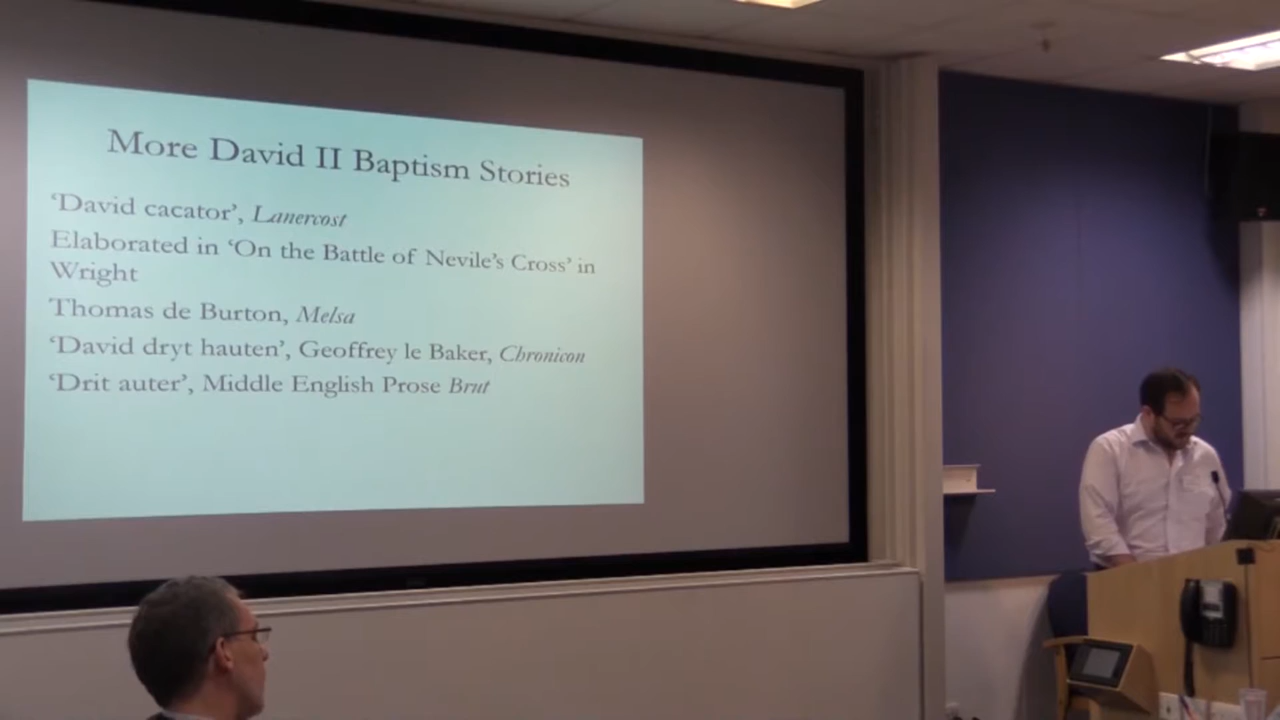 More David II Baptism Stories
‘David cacator’, Lanercost
Elaborated in ‘On the Battle of Nevile’s Cross’ in
Wright
Thomas de Burton, Melsa
‘David dryt hauten’, Geoffrey le Baker, Chronicon
‘Drit auter’, Middle English Prose Brut